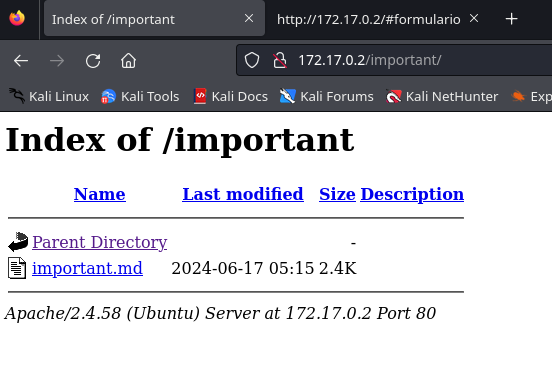 Index of /important
http://172.17.0.2/#formulario
172.17.0.2/important/
Kali Linux Kali Tools Kali Docs Kali Forums Kali NetHunter Exp
Index of /important
Name Last modified Size Description
Parent Directory -
important.md 2024-06-17 05:15 2.4K
Apache/2.4.58 (Ubuntu) Server at 172.17.0.2 Port 80